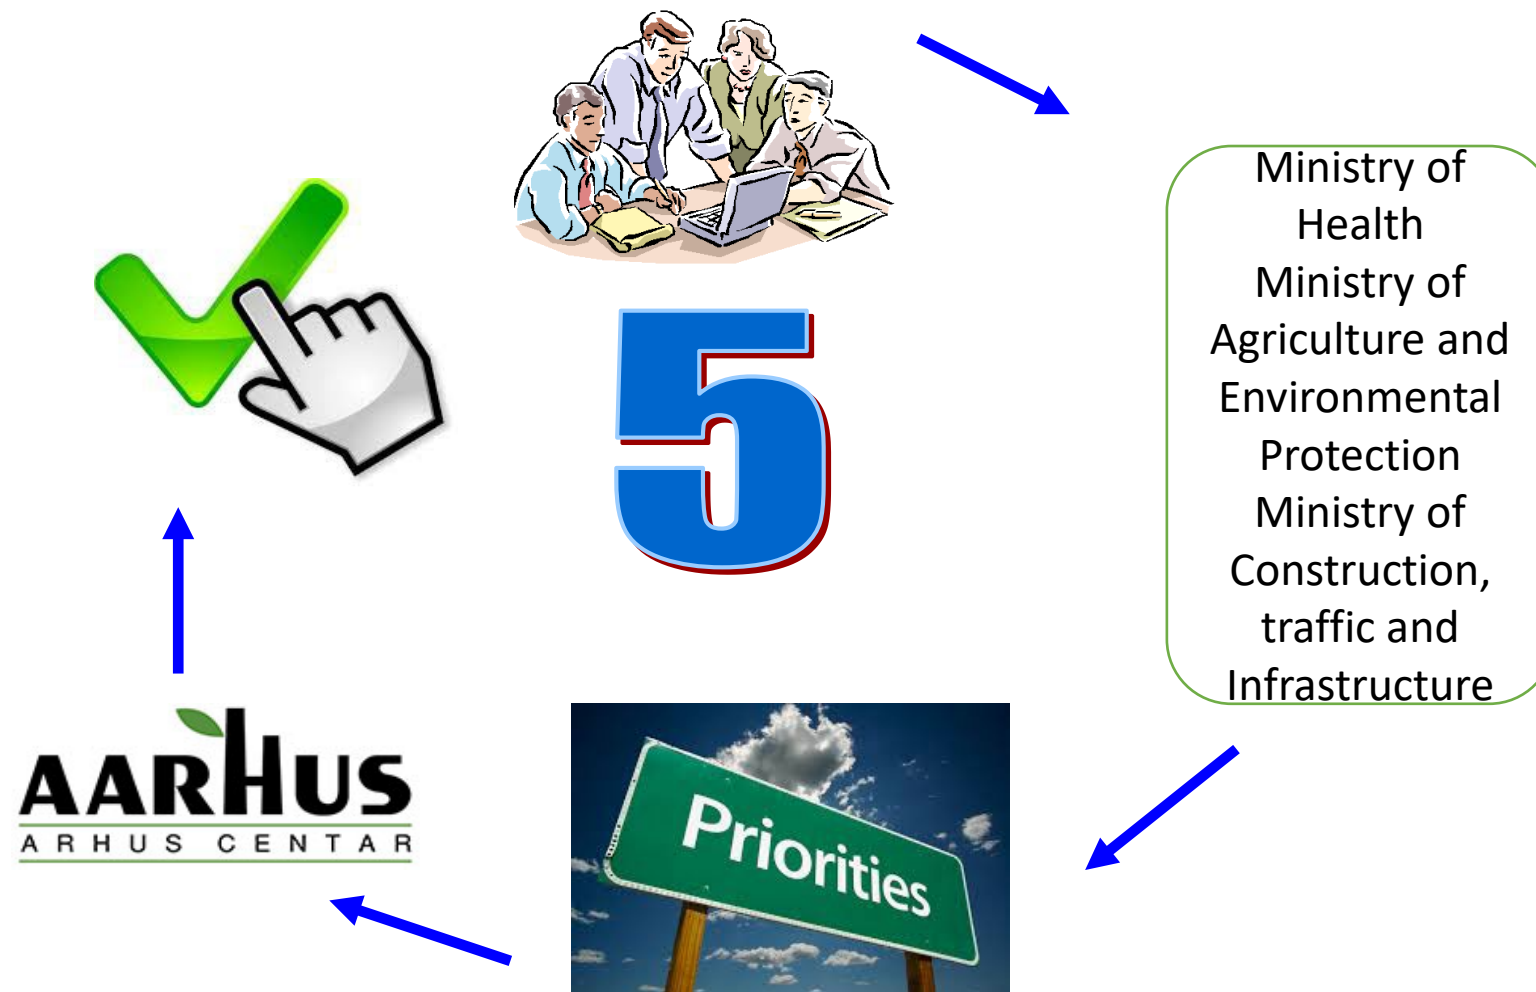 5
Ministry of
Health
Ministry of
Agriculture and
Environmental
Protection
Ministry of
Construction,
traffic and
Infrastructure
Priorities
AARHUS
ARHUS CENTAR